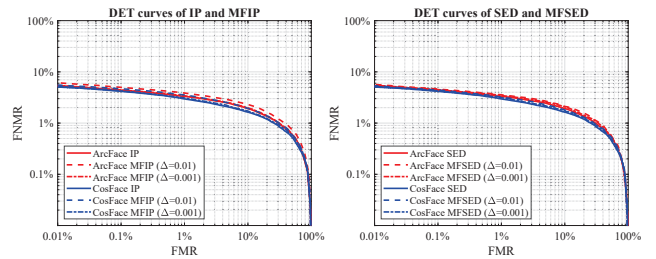 DET curves of IP and MFIP
100%
10%
1%
0.1%
FNMR
ArcFace IP
ArcFace MFIP (Δ=0.01)
ArcFace MFIP (Δ=0.001)
CosFace IP
CosFace MFIP (Δ=0.01)
CosFace MFIP (Δ=0.001)
0.01% 0.1% 1% 10% 100%
FMR
DET curves of SED and MFSED
100%
10%
1%
0.1%
FNMR
ArcFace SED
ArcFace MFSED (Δ=0.01)
ArcFace MFSED (Δ=0.001)
CosFace SED
CosFace MFSED (Δ=0.01)
CosFace MFSED (Δ=0.001)
0.01% 0.1% 1% 10% 100%
FMR